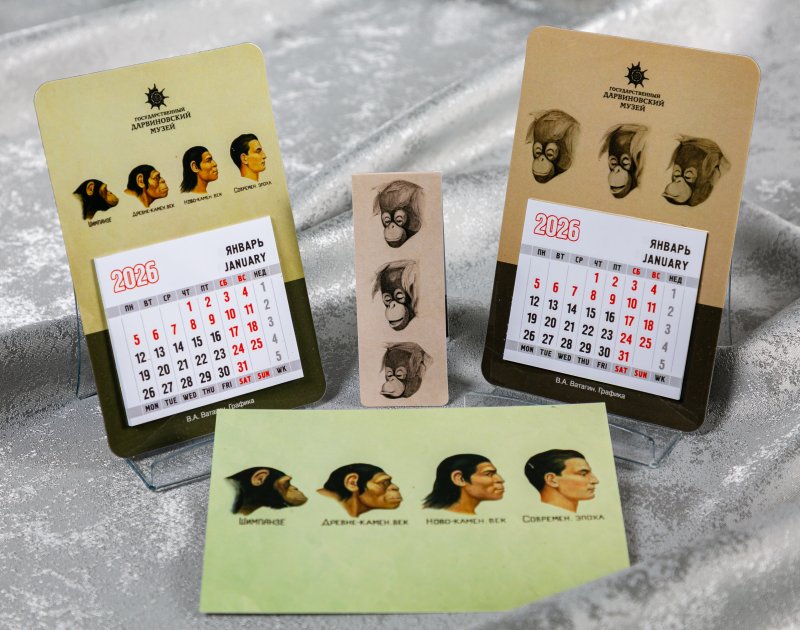 ГОСУДАРСТВЕННЫЙ
ДАРВИНОВСКИЙ
МУЗЕЙ
Шимпанзе Древне-камен.век Ново-камен.век Современ.эпоха
2026 ЯНВАРЬ
JANUARY
ПН ВТ СР ЧТ ПТ СБ ВС НЕД
1 2 3 4 1
5 6 7 8 9 10 11 2
12 13 14 15 16 17 18 3
19 20 21 22 23 24 25 4
26 27 28 29 30 31 5
MON TUE WED THU FRI SAT SUN WK
В.А. Ватагин. Графика
ГОСУДАРСТВЕННЫЙ
ДАРВИНОВСКИЙ
МУЗЕЙ
2026 ЯНВАРЬ
JANUARY
ПН ВТ СР ЧТ ПТ СБ ВС НЕД
1 2 3 4 1
5 6 7 8 9 10 11 2
12 13 14 15 16 17 18 3
19 20 21 22 23 24 25 4
26 27 28 29 30 31 5
MON TUE WED THU FRI SAT SUN WK
В.А. Ватагин. Графика
Шимпанзе Древне-камен.век Ново-камен.век Современ.эпоха